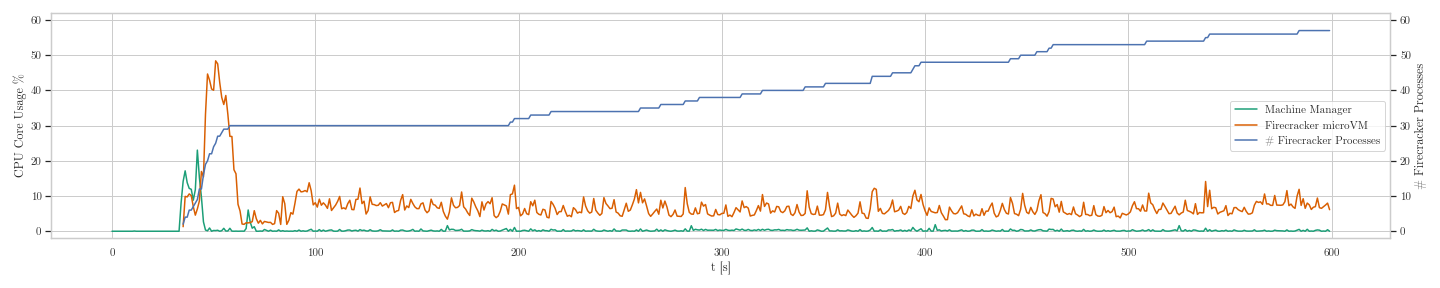 60
50
40
30
20
10
0
CPU Core Usage %
60
50
40
30
20
10
0
# Firecracker Processes
Machine Manager
Firecracker microVM
# Firecracker Processes
0 100 200 300 400 500 600
t [s]